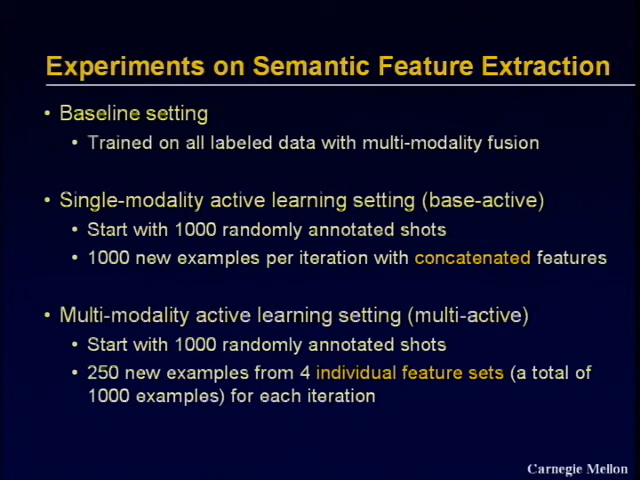 Experiments on Semantic Feature Extraction
• Baseline setting
• Trained on all labeled data with multi-modality fusion
• Single-modality active learning setting (base-active)
• Start with 1000 randomly annotated shots
• 1000 new examples per iteration with concatenated features
• Multi-modality active learning setting (multi-active)
• Start with 1000 randomly annotated shots
• 250 new examples from 4 individual feature sets (a total of
1000 examples) for each iteration
Carnegie Mellon